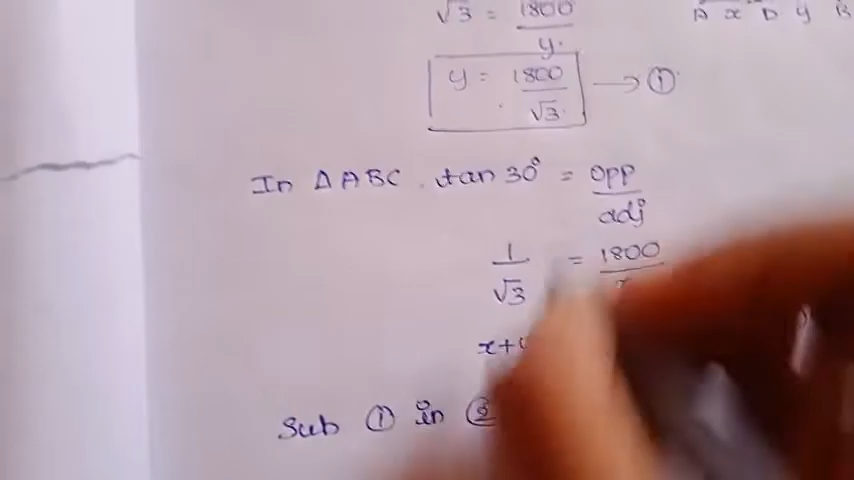 √3 = 1800/y.
A x D y B
y = 1800/√3. → ①
In ΔABC . tan 30° = opp/adj
1/√3 = 1800/
x+
Sub ① in ②